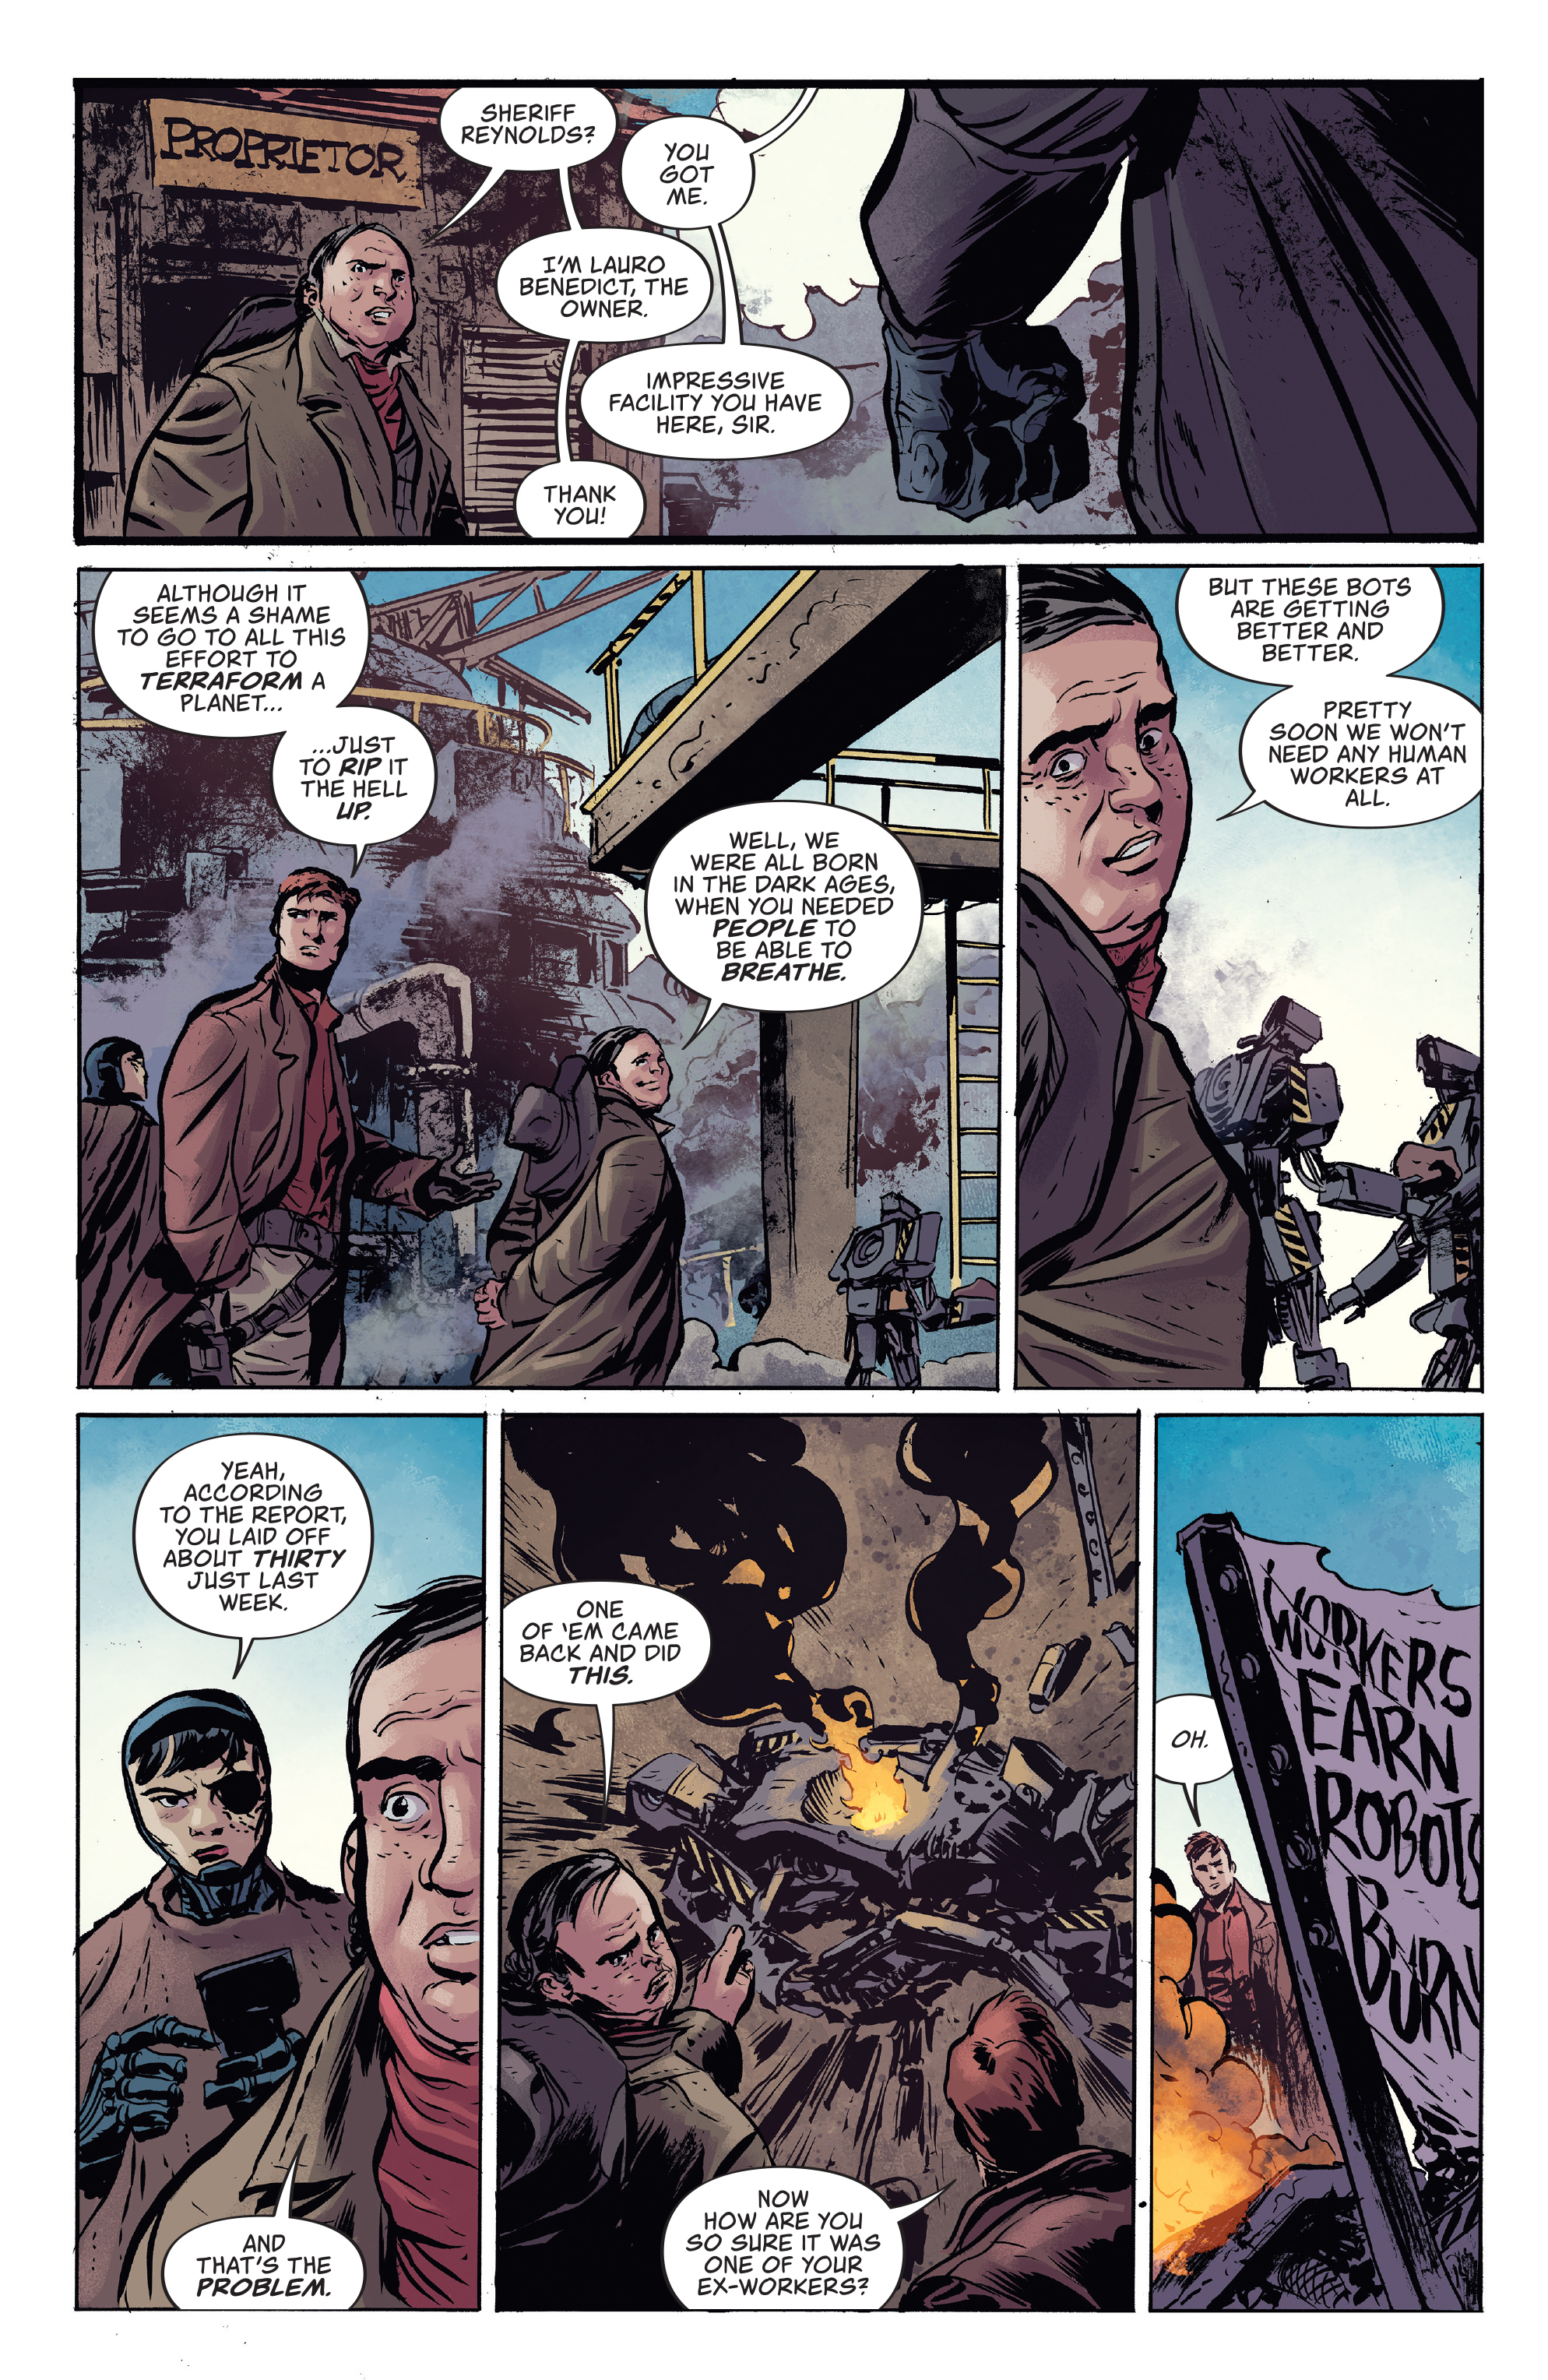 PROPRIETOR
SHERIFF
REYNOLDS?
YOU
GOT
ME.
I'M LAURO
BENEDICT, THE
OWNER.
IMPRESSIVE
FACILITY YOU HAVE
HERE, SIR.
THANK
YOU!
ALTHOUGH IT
SEEMS A SHAME
TO GO TO ALL THIS
EFFORT TO
TERRAFORM A
PLANET...
...JUST
TO RIP IT
THE HELL
UP.
WELL, WE
WERE ALL BORN
IN THE DARK AGES,
WHEN YOU NEEDED
PEOPLE TO
BE ABLE TO
BREATHE.
BUT THESE BOTS
ARE GETTING
BETTER AND
BETTER.
PRETTY
SOON WE WON'T
NEED ANY HUMAN
WORKERS AT
ALL.
YEAH,
ACCORDING
TO THE REPORT,
YOU LAID OFF
ABOUT THIRTY
JUST LAST
WEEK.
AND
THAT'S THE
PROBLEM.
ONE
OF 'EM CAME
BACK AND DID
THIS.
NOW
HOW ARE YOU
SO SURE IT WAS
ONE OF YOUR
EX-WORKERS?
OH.
WORKERS
EARN
ROBOTS
BURN